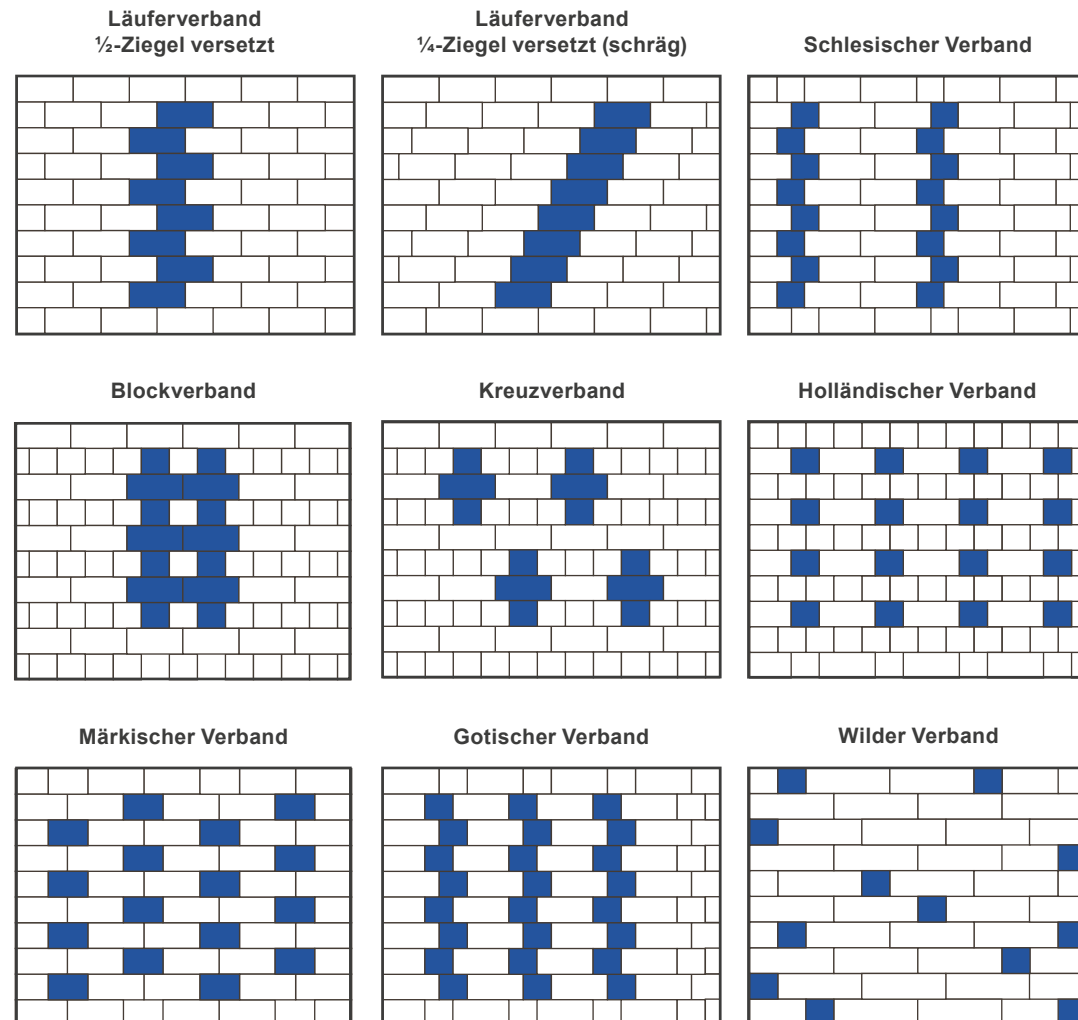 Läuferverband
½-Ziegel versetzt
Läuferverband
¼-Ziegel versetzt (schräg)
Schlesischer Verband
Blockverband
Kreuzverband
Holländischer Verband
Märkischer Verband
Gotischer Verband
Wilder Verband